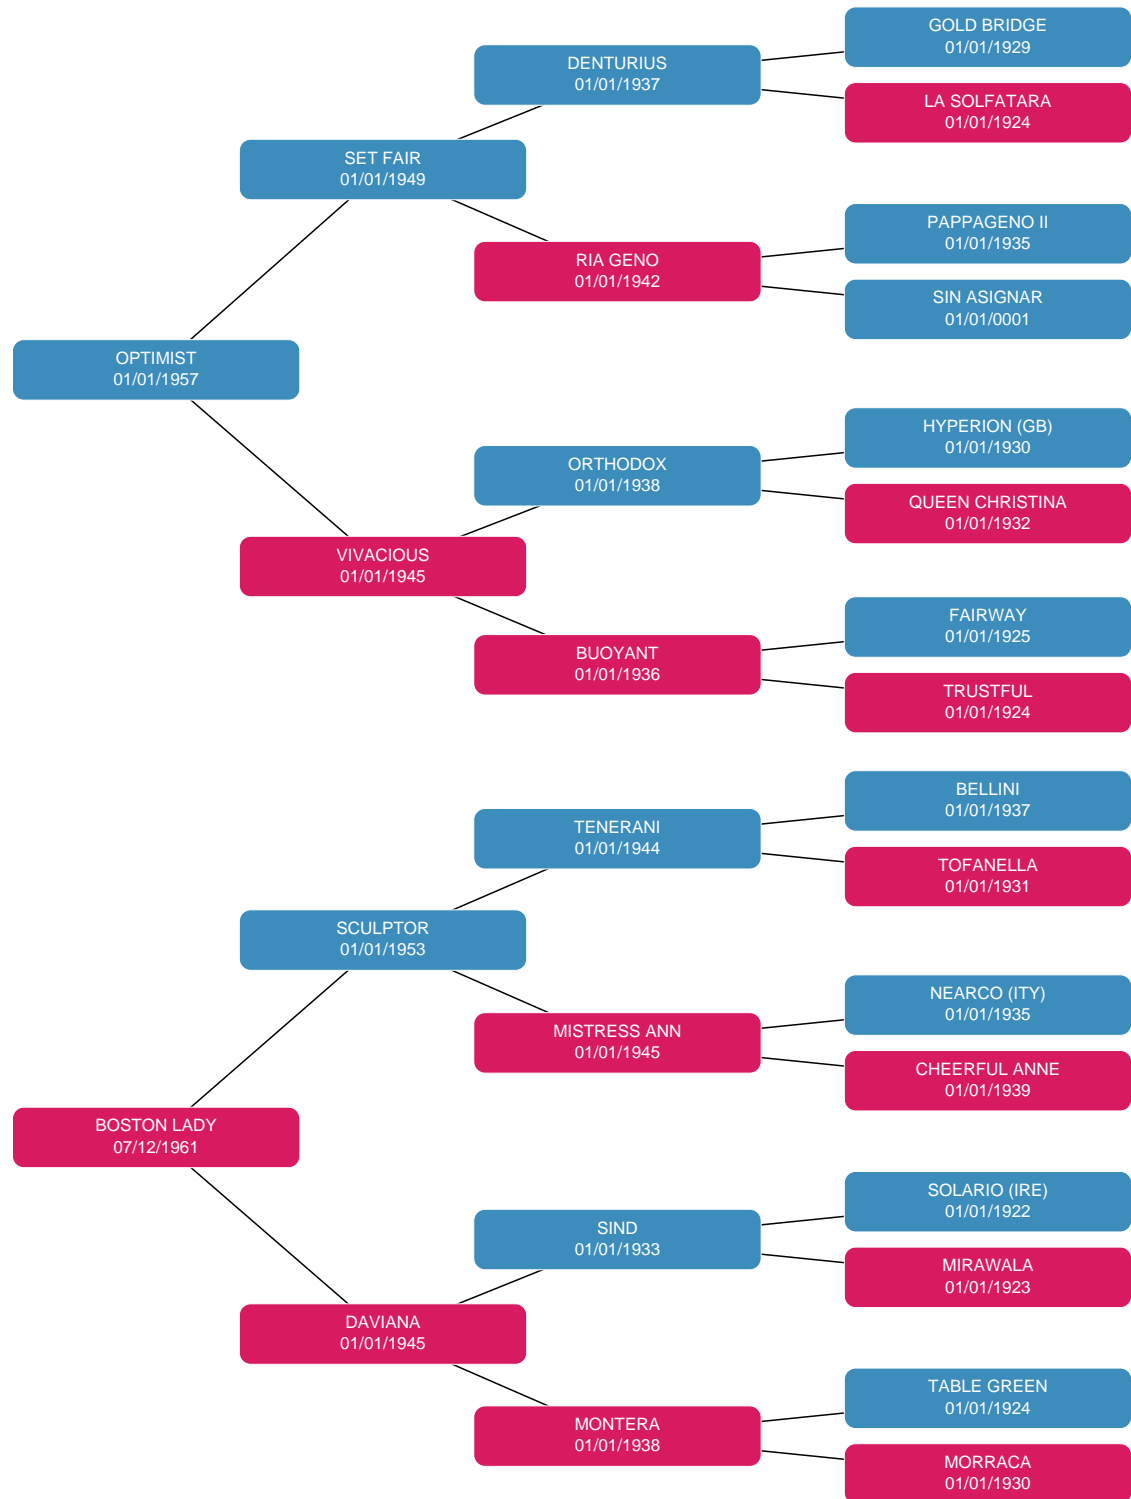 GOLD BRIDGE
01/01/1929
DENTURIUS
01/01/1937
LA SOLFATARA
01/01/1924
SET FAIR
01/01/1949
PAPPAGENO II
01/01/1935
RIA GENO
01/01/1942
SIN ASIGNAR
01/01/0001
OPTIMIST
01/01/1957
HYPERION (GB)
01/01/1930
ORTHODOX
01/01/1938
QUEEN CHRISTINA
01/01/1932
VIVACIOUS
01/01/1945
FAIRWAY
01/01/1925
BUOYANT
01/01/1936
TRUSTFUL
01/01/1924
BELLINI
01/01/1937
TENERANI
01/01/1944
TOFANELLA
01/01/1931
SCULPTOR
01/01/1953
NEARCO (ITY)
01/01/1935
MISTRESS ANN
01/01/1945
CHEERFUL ANNE
01/01/1939
BOSTON LADY
07/12/1961
SOLARIO (IRE)
01/01/1922
SIND
01/01/1933
MIRAWALA
01/01/1923
DAVIANA
01/01/1945
TABLE GREEN
01/01/1924
MONTERA
01/01/1938
MORRACA
01/01/1930